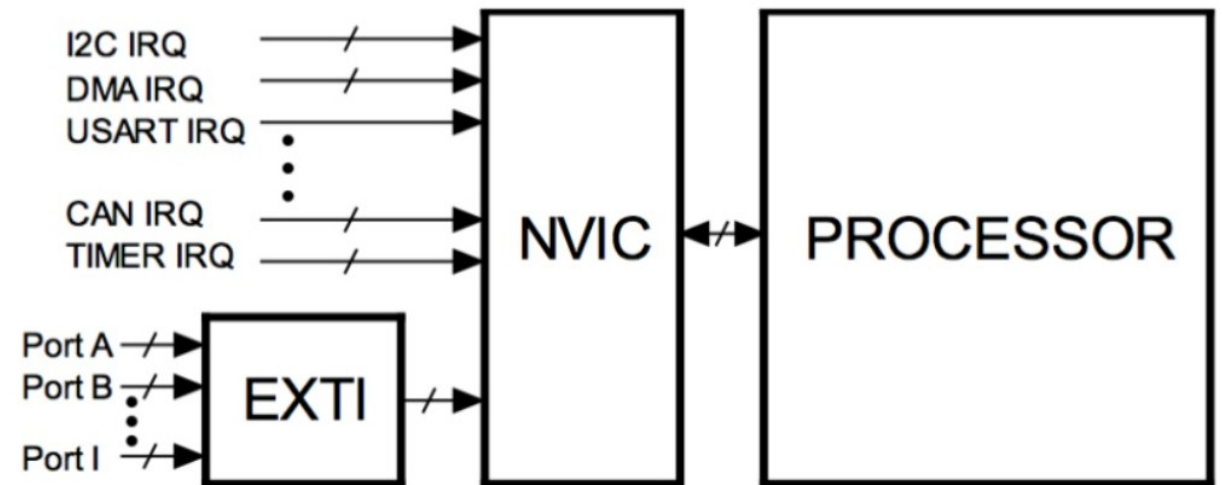 I2C IRQ
DMA IRQ
USART IRQ
CAN IRQ
TIMER IRQ
NVIC
PROCESSOR
Port A
Port B
Port I
EXTI